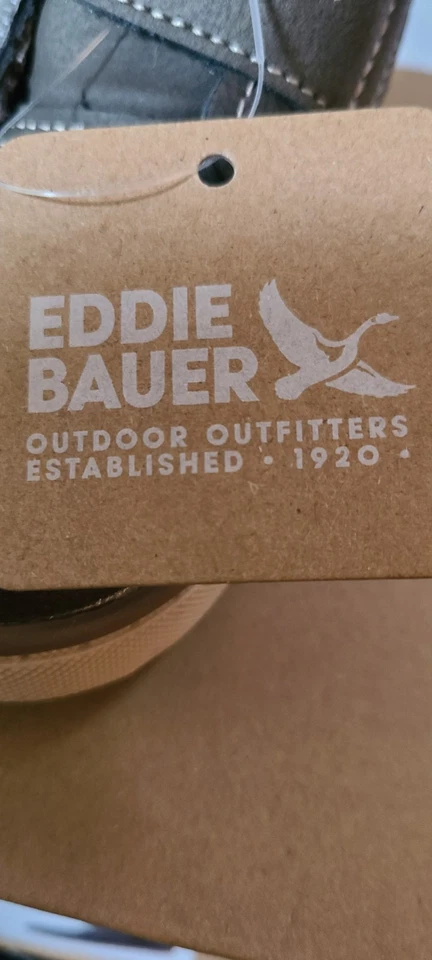 EDDIE
BAUER
OUTDOOR OUTFITTERS
ESTABLISHED • 1920 •